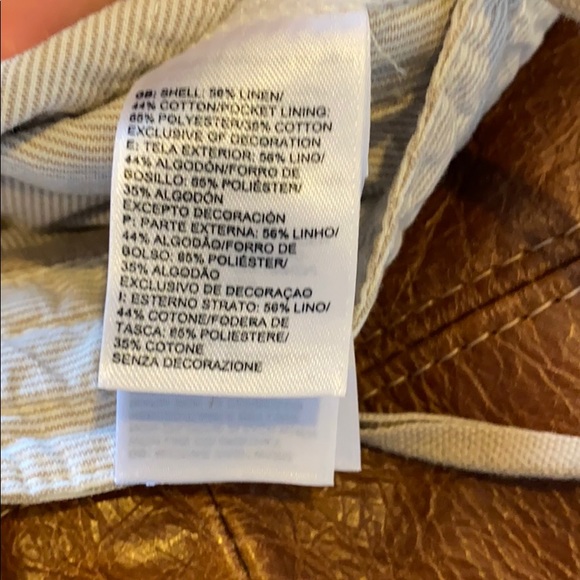 GB: SHELL: 56% LINEN/
44% COTTON/POCKET LINING:
65% POLYESTER/35% COTTON
EXCLUSIVE OF DECORATION
E: TELA EXTERIOR: 56% LINO/
44% ALGODÓN/FORRO DE
BOSILLO: 65% POLIÉSTER/
35% ALGODÓN
EXCEPTO DECORACIÓN
P: PARTE EXTERNA: 56% LINHO/
44% ALGODÃO/FORRO DE
BOLSO: 65% POLIÉSTER/
35% ALGODÃO
EXCLUSIVO DE DECORAÇAO
I: ESTERNO STRATO: 56% LINO/
44% COTONE/FODERA DE
TASCA: 65% POLIESTERE/
35% COTONE
SENZA DECORAZIONE